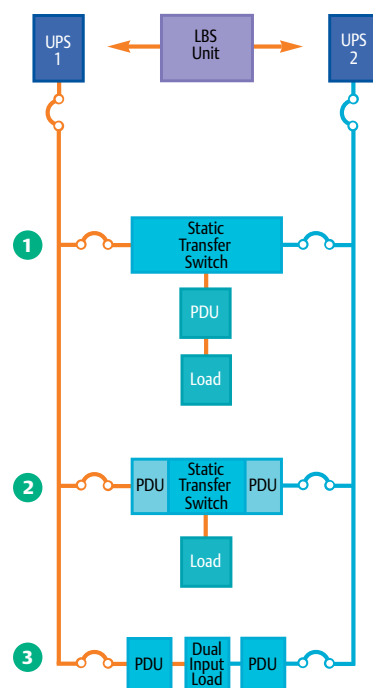 UPS
1
LBS
Unit
UPS
2
1
Static
Transfer
Switch
PDU
Load
2
PDU
Static
Transfer
Switch
PDU
Load
3
PDU
Dual
Input
Load
PDU